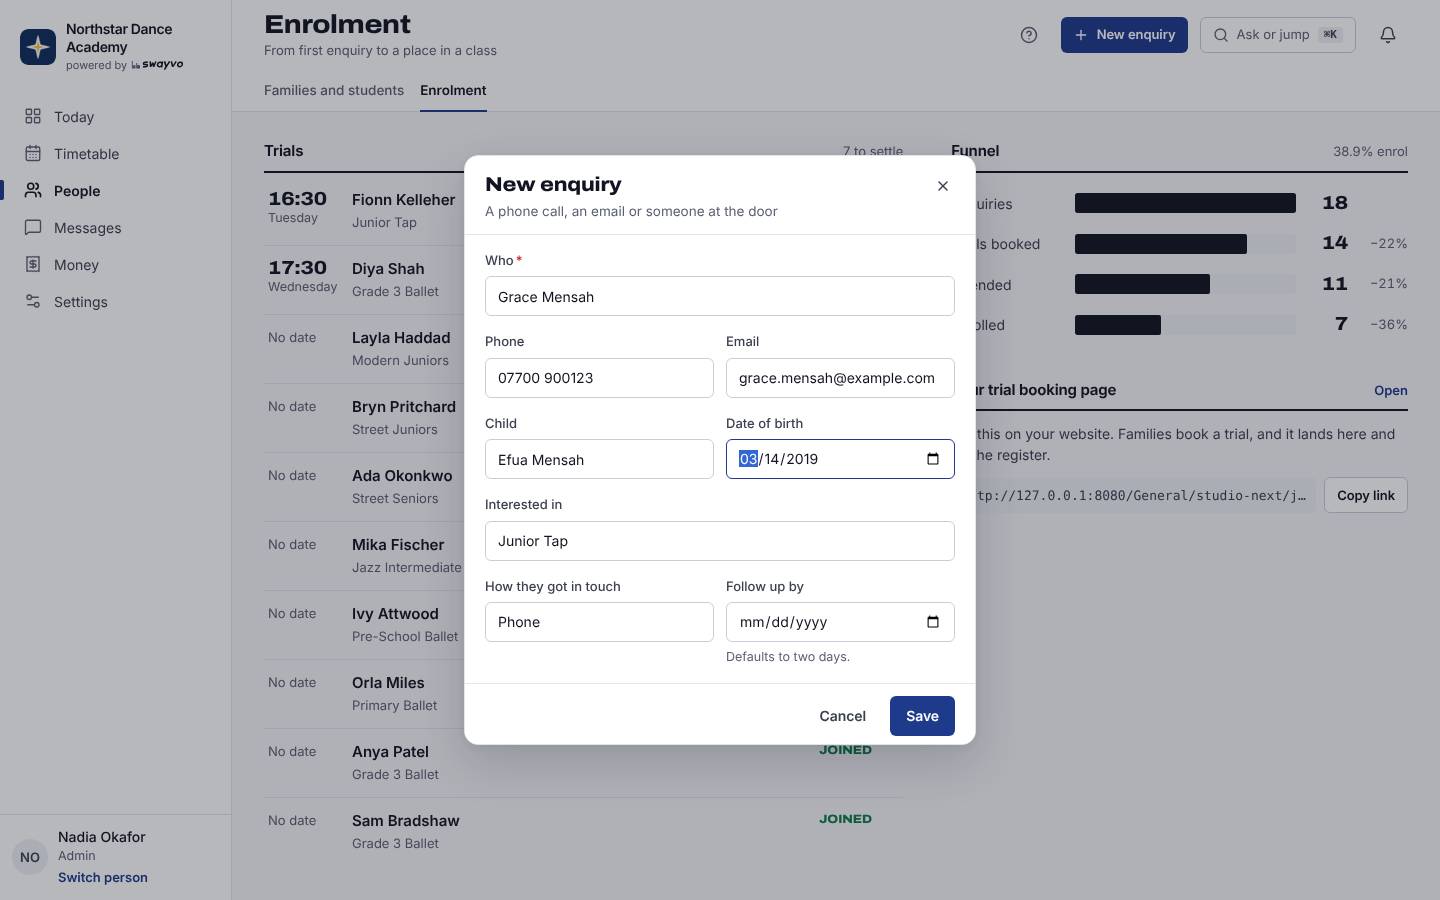 Northstar Dance
Academy
powered by swayvo
Today
Timetable
People
Messages
Money
Settings
NO
Nadia Okafor
Admin
Switch person
Enrolment
From first enquiry to a place in a class
New enquiry
Ask or jump
⌘K
Families and students
Enrolment
Trials
7 to settle
16:30
Tuesday
Fionn Kelleher
Junior Tap
17:30
Wednesday
Diya Shah
Grade 3 Ballet
No date
Layla Haddad
Modern Juniors
No date
Bryn Pritchard
Street Juniors
No date
Ada Okonkwo
Street Seniors
No date
Mika Fischer
Jazz Intermediate
No date
Ivy Attwood
Pre-School Ballet
No date
Orla Miles
Primary Ballet
No date
Anya Patel
Grade 3 Ballet
JOINED
No date
Sam Bradshaw
Grade 3 Ballet
JOINED
New enquiry
A phone call, an email or someone at the door
Who*
Grace Mensah
Phone
07700 900123
Email
grace.mensah@example.com
Child
Efua Mensah
Date of birth
03/14/2019
Interested in
Junior Tap
How they got in touch
Phone
Follow up by
mm/dd/yyyy
Defaults to two days.
Cancel
Save
Funnel
38.9% enrol
uiries
18
ls booked
14
−22%
ended
11
−21%
olled
7
−36%
r trial booking page
Open
this on your website. Families book a trial, and it lands here and
he register.
tp://127.0.0.1:8080/General/studio-next/j…
Copy link